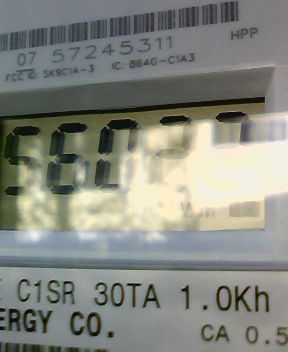 07 57245311
HPP
FCC ID: SK9C1A-3 IC: 864G-C1A3
C1SR 30TA 1.0Kh
ERGY CO.
CA 0.5